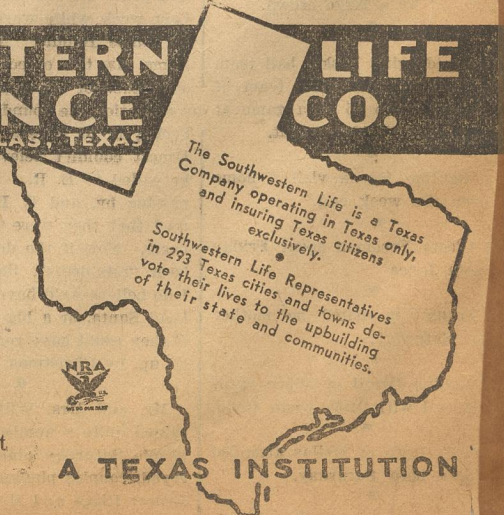 TERN LIFE
NCE CO.
LAS, TEXAS
The Southwestern Life is a Texas
Company operating in Texas only,
and insuring Texas citizens
exclusively.
Southwestern Life Representatives
in 293 Texas cities and towns de-
vote their lives to the upbuilding
of their state and communities.
NRA
U.S.
WE DO OUR PART
t
A TEXAS INSTITUTION